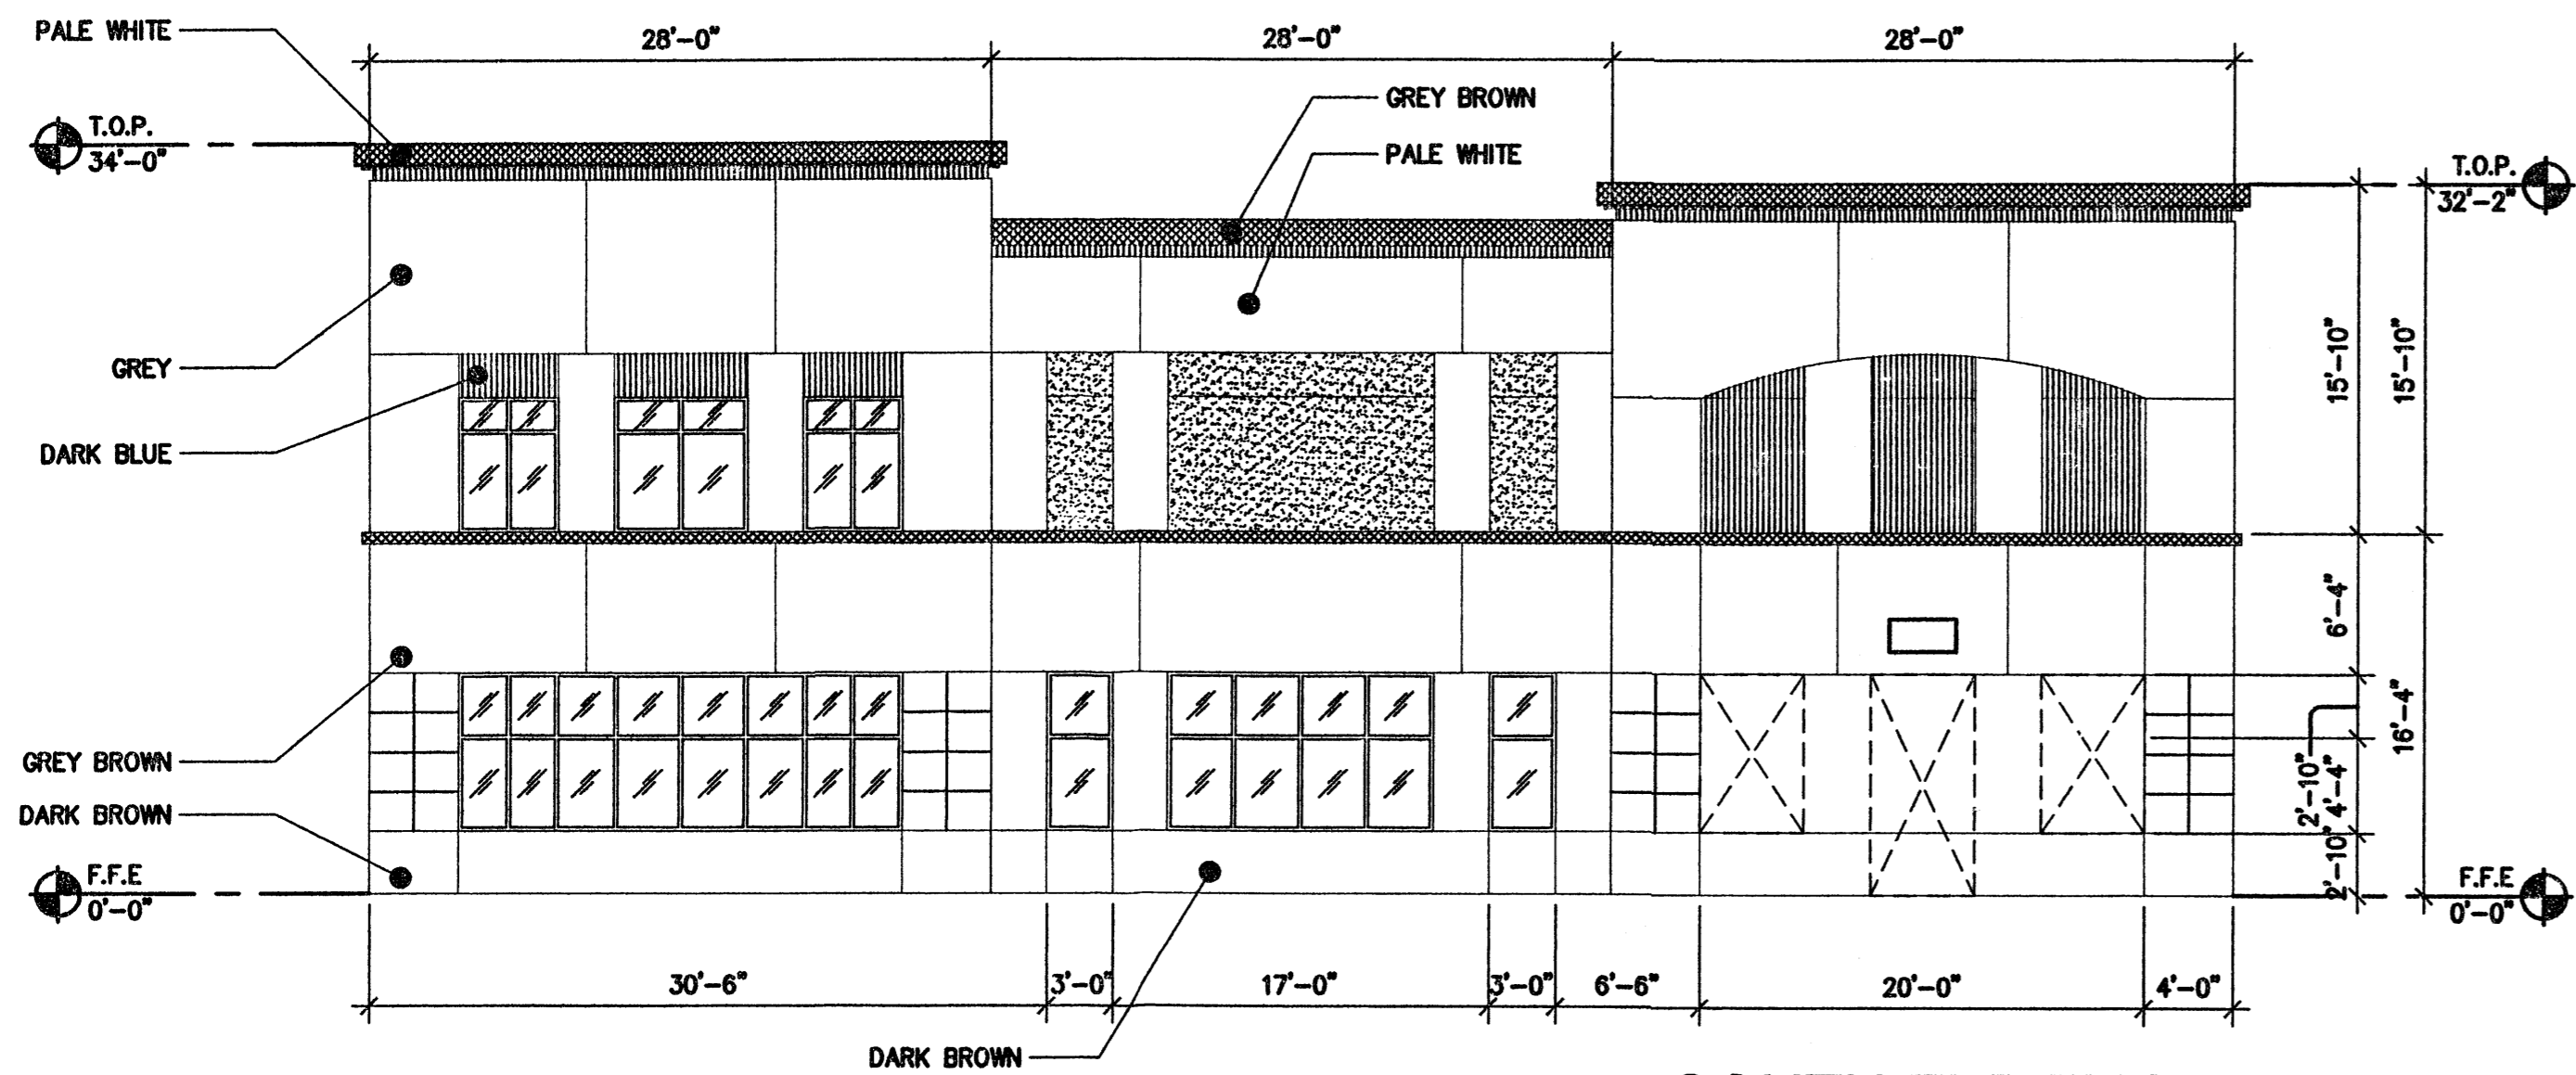 PALE WHITE
28'-0"
28'-0"
28'-0"
GREY BROWN
PALE WHITE
T.O.P.
34'-0"
T.O.P.
32'-2"
GREY
DARK BLUE
15'-10"
15'-10"
6'-4"
16'-4"
2'-10"
4'-4"
2'-10"
GREY BROWN
DARK BROWN
F.F.E
0'-0"
F.F.E
0'-0"
30'-6"
3'-0"
17'-0"
3'-0"
6'-6"
20'-0"
4'-0"
DARK BROWN